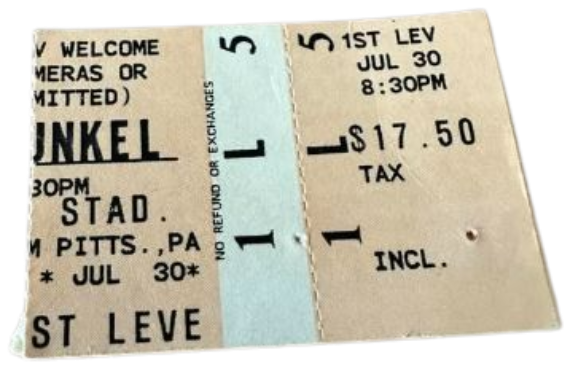 V WELCOME
MERAS OR
MITTED)
UNKEL
30PM
STAD.
M PITTS.,PA
* JUL 30*
ST LEVE
NO REFUND OR EXCHANGES
5
L
1
5
L
1
1ST LEV
JUL 30
8:30PM
$17.50
TAX
INCL.